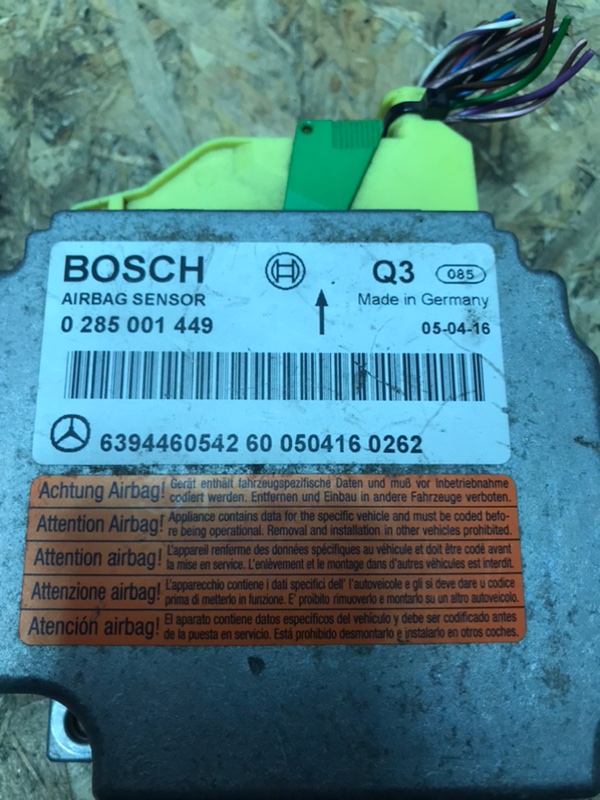 BOSCH
Q3
085
AIRBAG SENSOR
Made in Germany
0 285 001 449
05-04-16
6394460542 60 050416 0262
Achtung Airbag! Gerät enthält fahrzeugspezifische Daten und muß vor Inbetriebnahme
codiert werden. Entfernen und Einbau in andere Fahrzeuge verboten.
Attention Airbag! Appliance contains data for the specific vehicle and must be coded befo-
re being operational. Removal and installation in other vehicles prohibited.
Attention airbag! L'appareil renferme des données spécifiques au véhicule et doit être codé avant
la mise en service. L'enlèvement et le montage dans d'autres véhicules est interdit.
Attenzione airbag! L'apparecchio contiene i dati specifici dell' l'autoveicolo e gli si deve dare u codice
prima di metterlo in funzione. E' proibito rimuoverlo e montarlo su un altro autoveicolo.
Atención airbag! El aparato contiene datos específicos del vehículo y debe ser codificado antes
de la puesta en servicio. Está prohibido desmontarlo e instalarlo en otros coches.